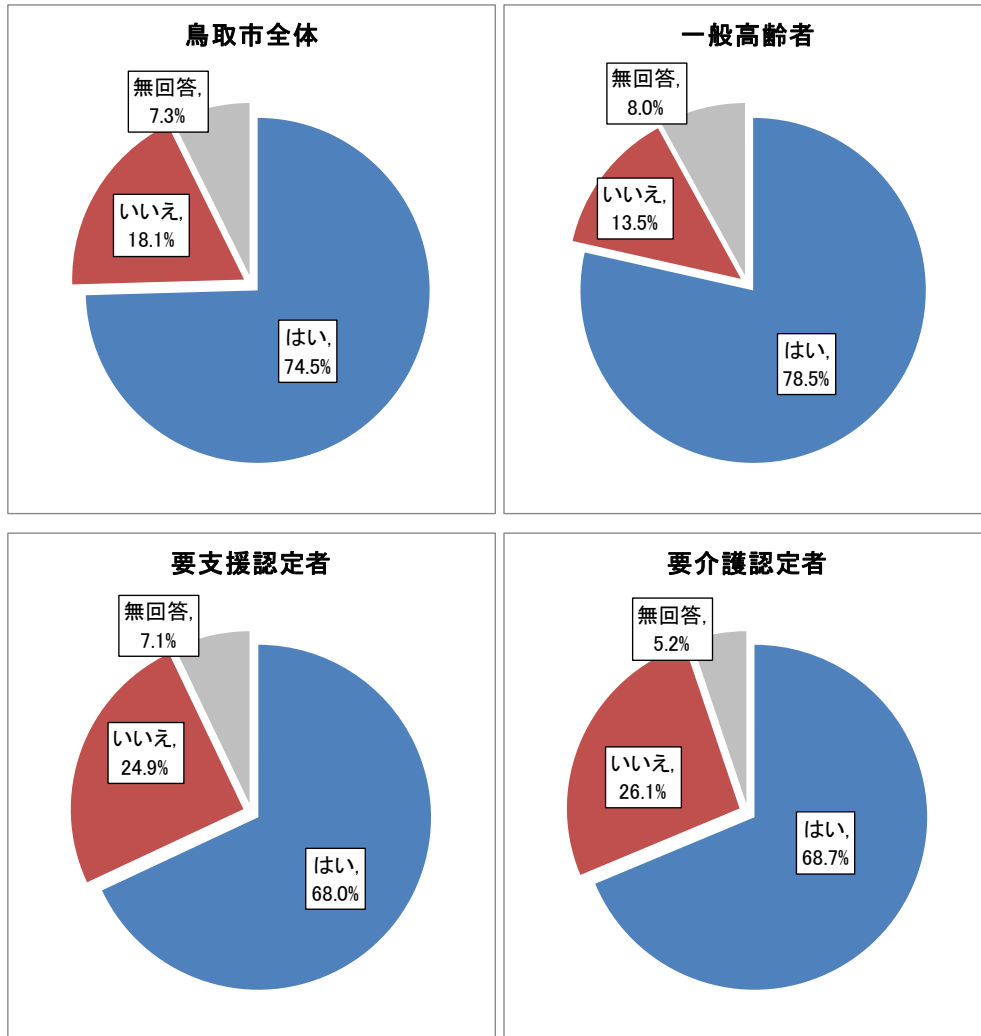 鳥取市全体
無回答,
7.3%
いいえ,
18.1%
はい,
74.5%
一般高齢者
無回答,
8.0%
いいえ,
13.5%
はい,
78.5%
要支援認定者
無回答,
7.1%
いいえ,
24.9%
はい,
68.0%
要介護認定者
無回答,
5.2%
いいえ,
26.1%
はい,
68.7%